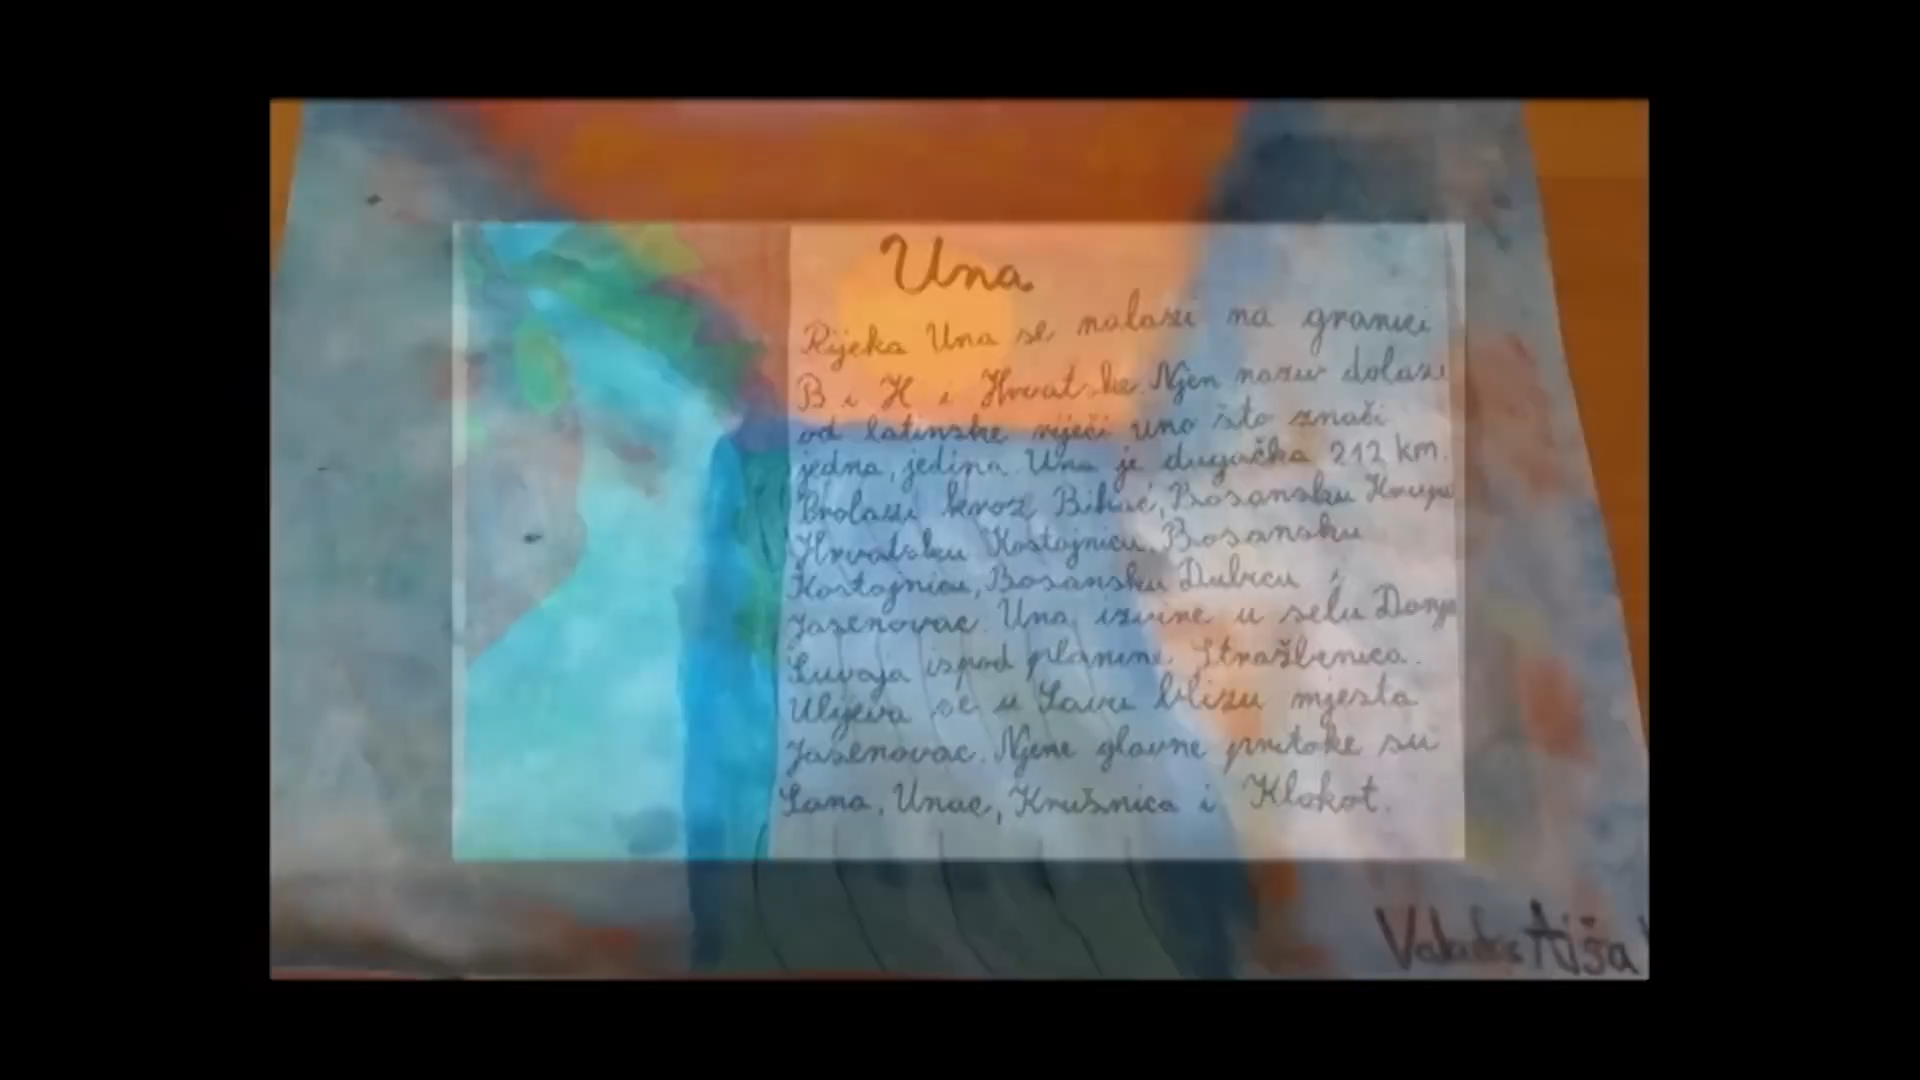 Una
Rijeka Una se nalazi na granici
B i H i Hrvatske. Njen naziv dolazi
od latinske riječi uno što znači
jedna, jedina. Una je dugačka 212 km.
Prolazi kroz Bihać, Bosansku Krupu
Hrvatsku Kostajnicu, Bosansku
Kostajnicu, Bosansku Dubicu i
Jasenovac. Una izvire u selu Donja
Suvaja ispod planine Stražbenica.
Ulijeva se u Savu blizu mjesta
Jasenovac. Njene glavne pritoke su
Sana, Unac, Krušnica i Klokot.
Ajša